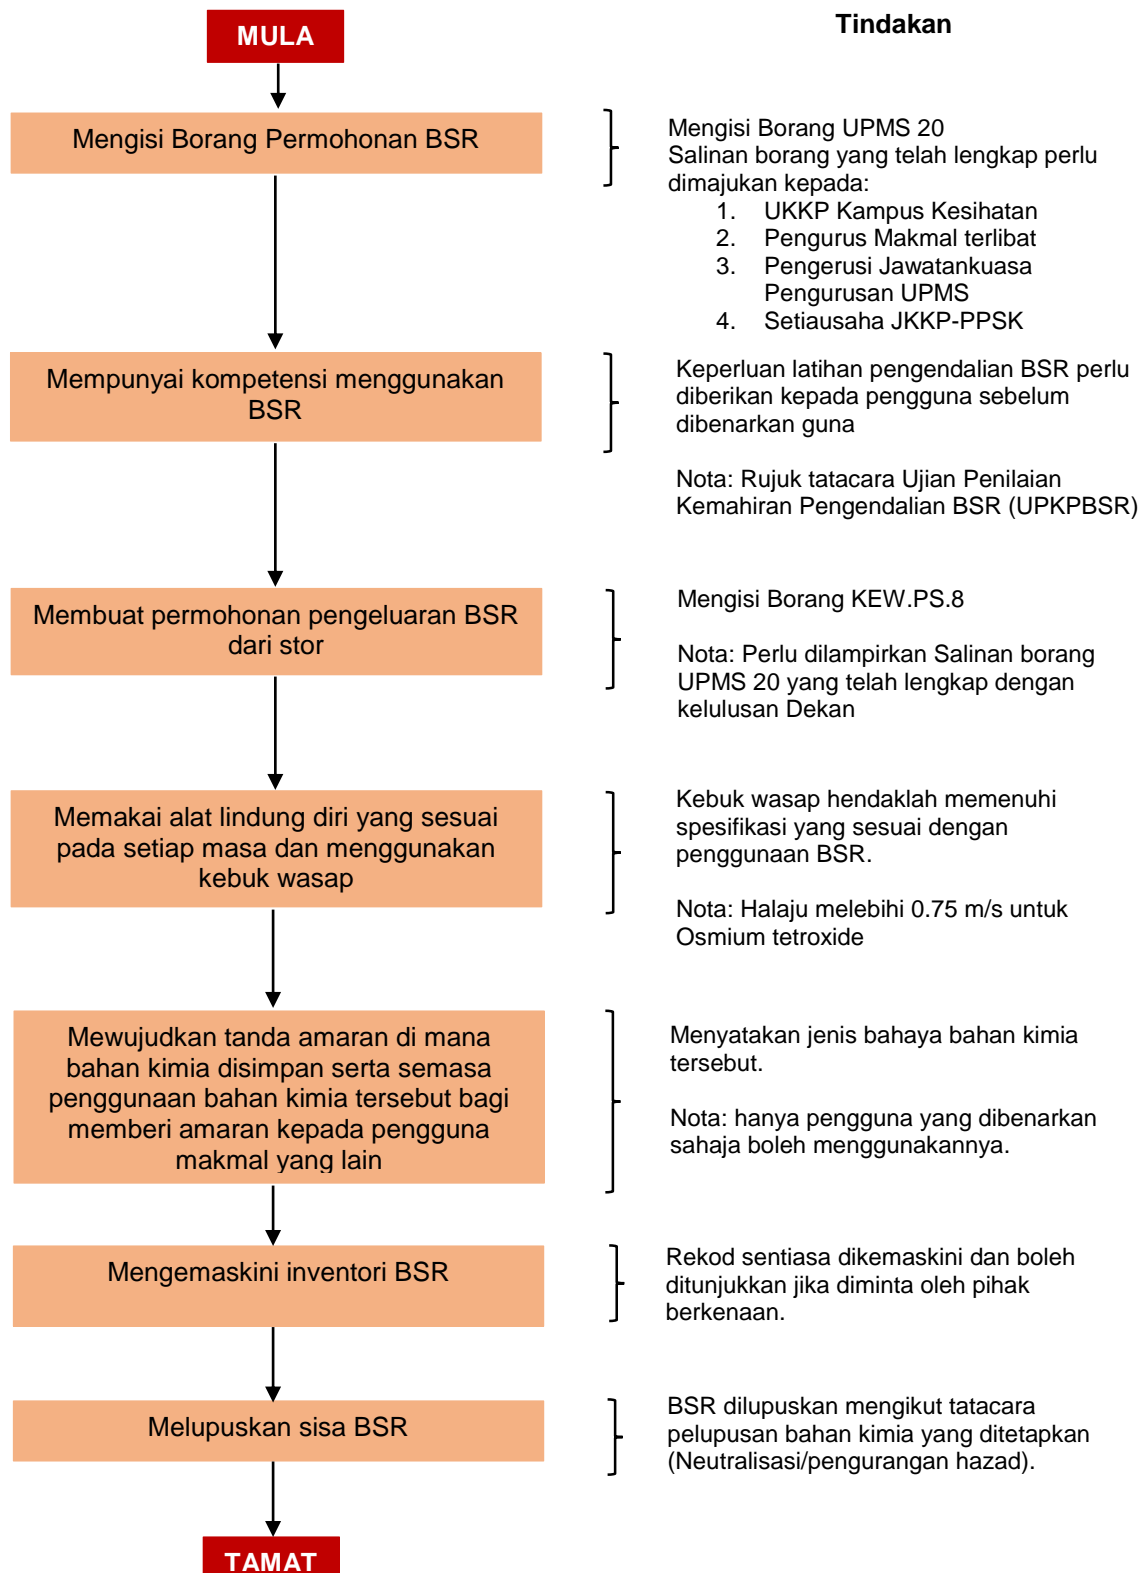 MULA
Tindakan
Mengisi Borang Permohonan BSR
Mengisi Borang UPMS 20
Salinan borang yang telah lengkap perlu
dimajukan kepada:
1. UKKP Kampus Kesihatan
2. Pengurus Makmal terlibat
3. Pengerusi Jawatankuasa
Pengurusan UPMS
4. Setiausaha JKKP-PPSK
Mempunyai kompetensi menggunakan
BSR
Keperluan latihan pengendalian BSR perlu
diberikan kepada pengguna sebelum
dibenarkan guna
Nota: Rujuk tatacara Ujian Penilaian
Kemahiran Pengendalian BSR (UPKPBSR)
Membuat permohonan pengeluaran BSR
dari stor
Mengisi Borang KEW.PS.8
Nota: Perlu dilampirkan Salinan borang
UPMS 20 yang telah lengkap dengan
kelulusan Dekan
Memakai alat lindung diri yang sesuai
pada setiap masa dan menggunakan
kebuk wasap
Kebuk wasap hendaklah memenuhi
spesifikasi yang sesuai dengan
penggunaan BSR.
Nota: Halaju melebihi 0.75 m/s untuk
Osmium tetroxide
Mewujudkan tanda amaran di mana
bahan kimia disimpan serta semasa
penggunaan bahan kimia tersebut bagi
memberi amaran kepada pengguna
makmal yang lain
Menyatakan jenis bahaya bahan kimia
tersebut.
Nota: hanya pengguna yang dibenarkan
sahaja boleh menggunakannya.
Mengemaskini inventori BSR
Rekod sentiasa dikemaskini dan boleh
ditunjukkan jika diminta oleh pihak
berkenaan.
Melupuskan sisa BSR
BSR dilupuskan mengikut tatacara
pelupusan bahan kimia yang ditetapkan
(Neutralisasi/pengurangan hazad).
TAMAT